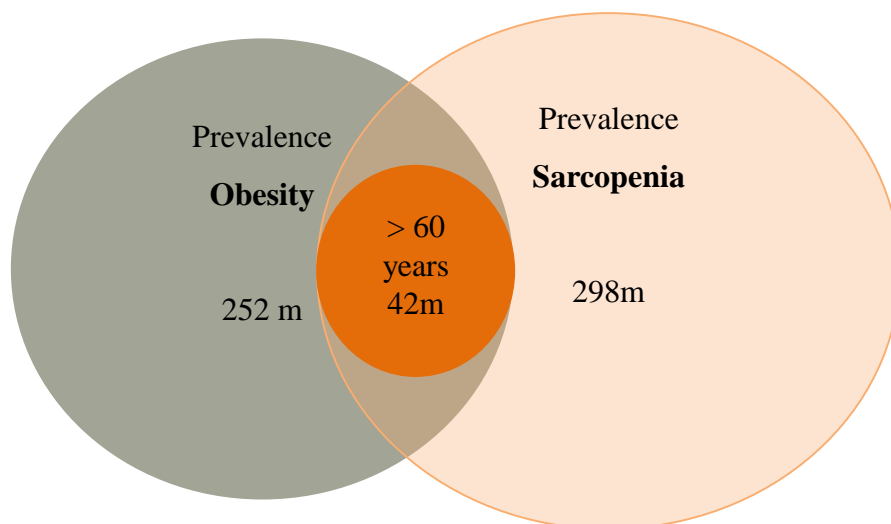 Prevalence
Obesity
252 m
> 60
years
42m
Prevalence
Sarcopenia
298m